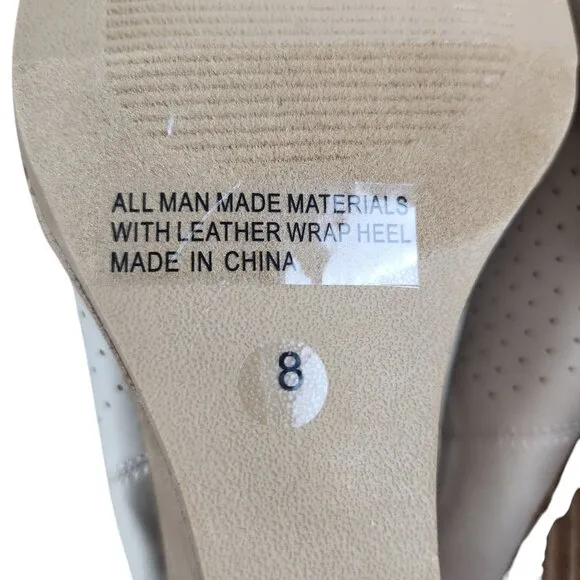 ALL MAN MADE MATERIALS
WITH LEATHER WRAP HEEL
MADE IN CHINA
8